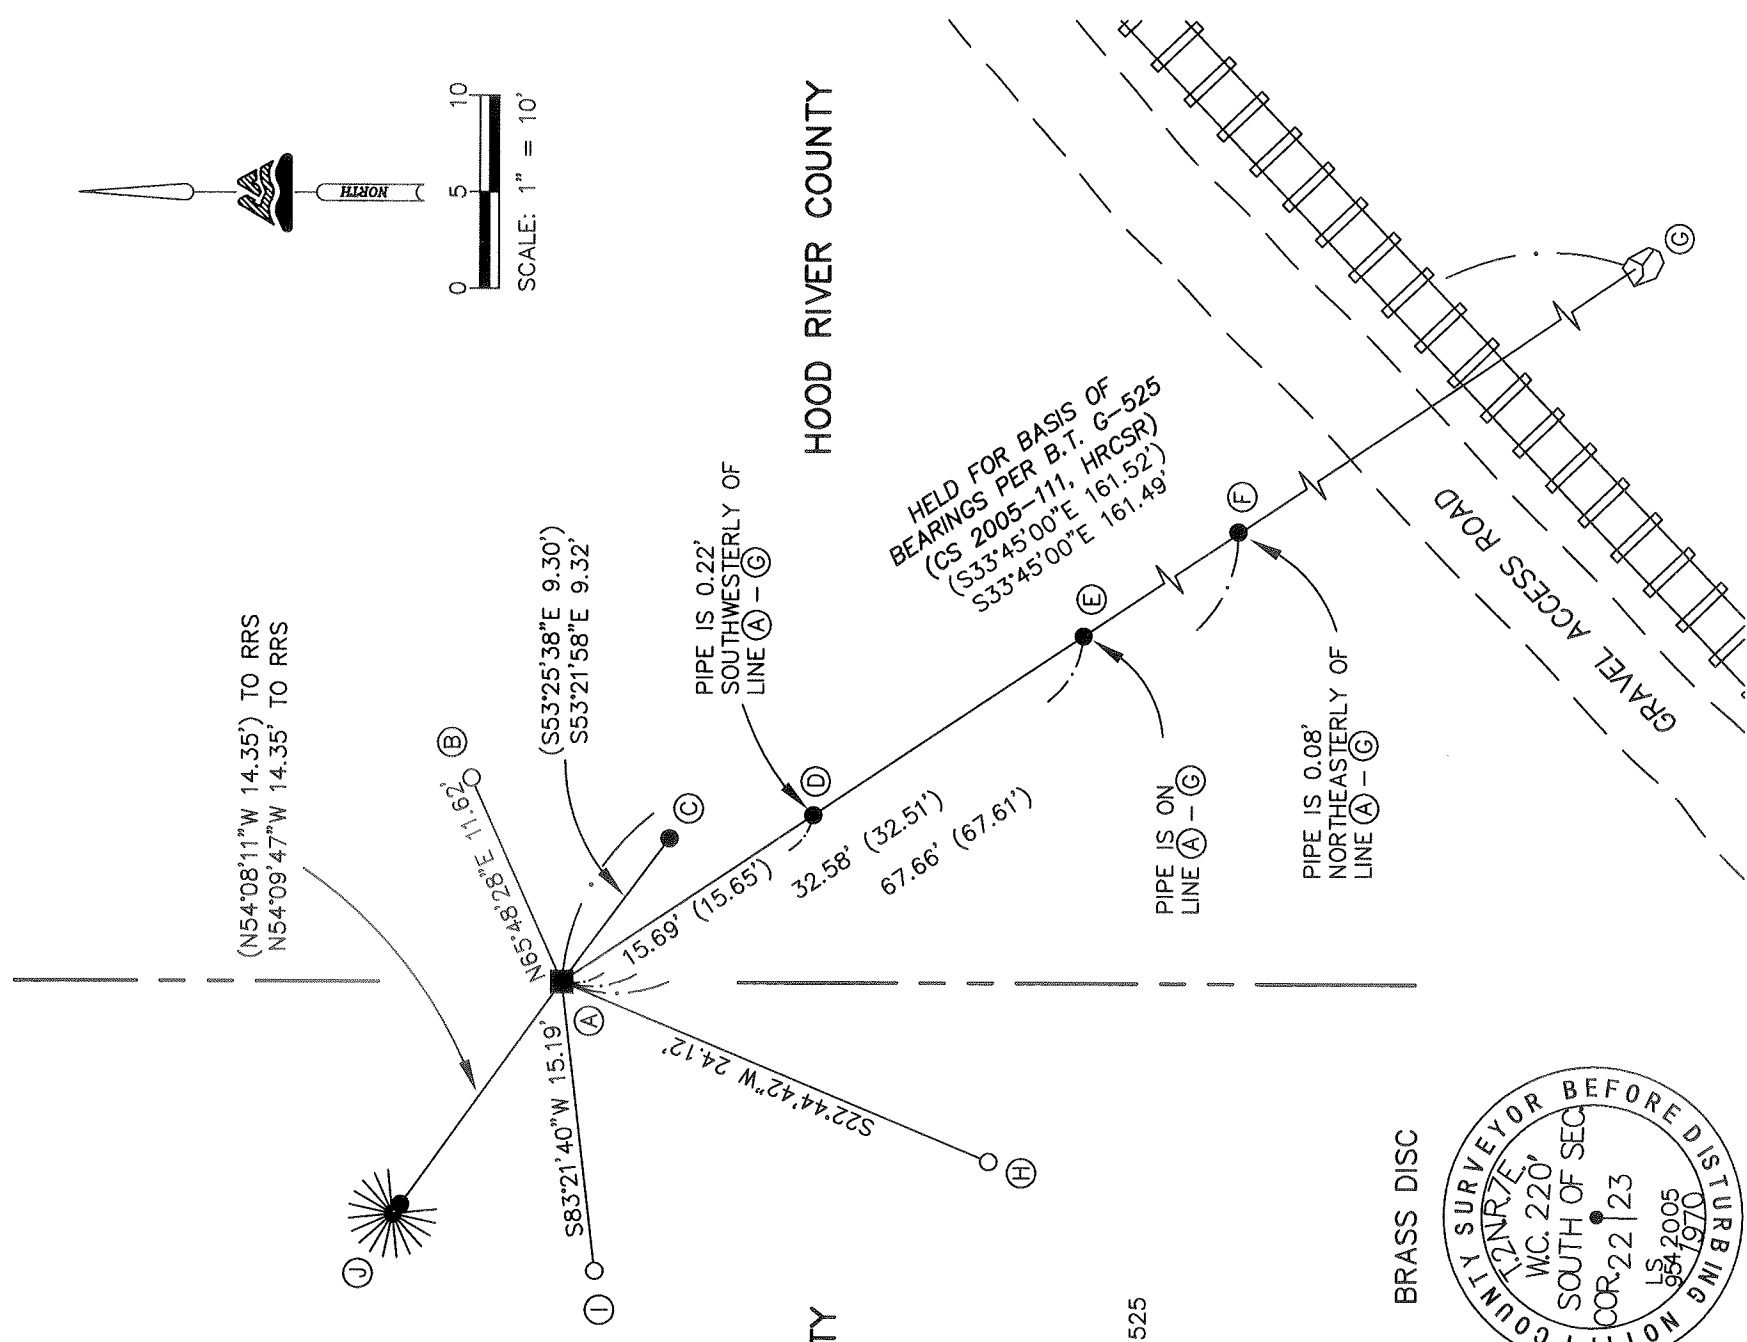 NORTH
0 5 10
SCALE: 1" = 10'
HOOD RIVER COUNTY
(N54°08'11"W 14.35') TO RRS
N54°09'47"W 14.35' TO RRS
N65°48'28"E 11.62'
B
(S53°25'38"E 9.30')
S53°21'58"E 9.32'
C
PIPE IS 0.22'
SOUTHWESTERLY OF
LINE A - G
D
HELD FOR BASIS OF
BEARINGS PER B.T. G-525
(CS 2005-111, HRCSR)
(S33°45'00"E 161.52')
S33°45'00"E 161.49'
15.69' (15.65')
32.58' (32.51')
67.66' (67.61')
E
PIPE IS ON
LINE A - G
F
PIPE IS 0.08'
NORTHEASTERLY OF
LINE A - G
GRAVEL ACCESS ROAD
G
A
S83°21'40"W 15.19'
S22°44'42"W 24.12'
H
I
J
TY
525
BRASS DISC
COUNTY SURVEYOR BEFORE DISTURBING
T.2N.R.7E.
W.C. 220'
SOUTH OF SEC
COR. 22|23
LS
954 2005
1970